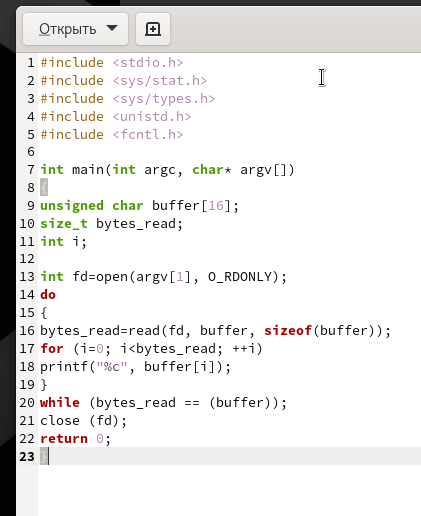 Открыть
1 #include <stdio.h>
2 #include <sys/stat.h>
3 #include <sys/types.h>
4 #include <unistd.h>
5 #include <fcntl.h>
6
7 int main(int argc, char* argv[])
8 {
9 unsigned char buffer[16];
10 size_t bytes_read;
11 int i;
12
13 int fd=open(argv[1], O_RDONLY);
14 do
15 {
16 bytes_read=read(fd, buffer, sizeof(buffer));
17 for (i=0; i<bytes_read; ++i)
18 printf("%c", buffer[i]);
19 }
20 while (bytes_read == (buffer));
21 close (fd);
22 return 0;
23 }